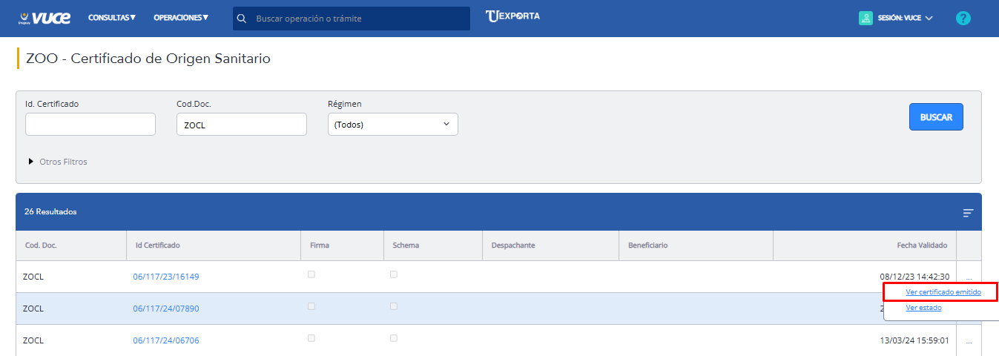 Uruguay VUCE CONSULTAS▼ OPERACIONES▼ Buscar operación o trámite TUEXPORTA SESIÓN: VUCE ?
ZOO - Certificado de Origen Sanitario
Id. Certificado Cod.Doc. Régimen
ZOCL (Todos) BUSCAR
Otros Filtros
26 Resultados
Cod. Doc. Id Certificado Firma Schema Despachante Beneficiario Fecha Validado
ZOCL 06/117/23/16149 08/12/23 14:42:30 ...
Ver certificado emitido
ZOCL 06/117/24/07890 2
Ver estado
ZOCL 06/117/24/06706 13/03/24 15:59:01 ...